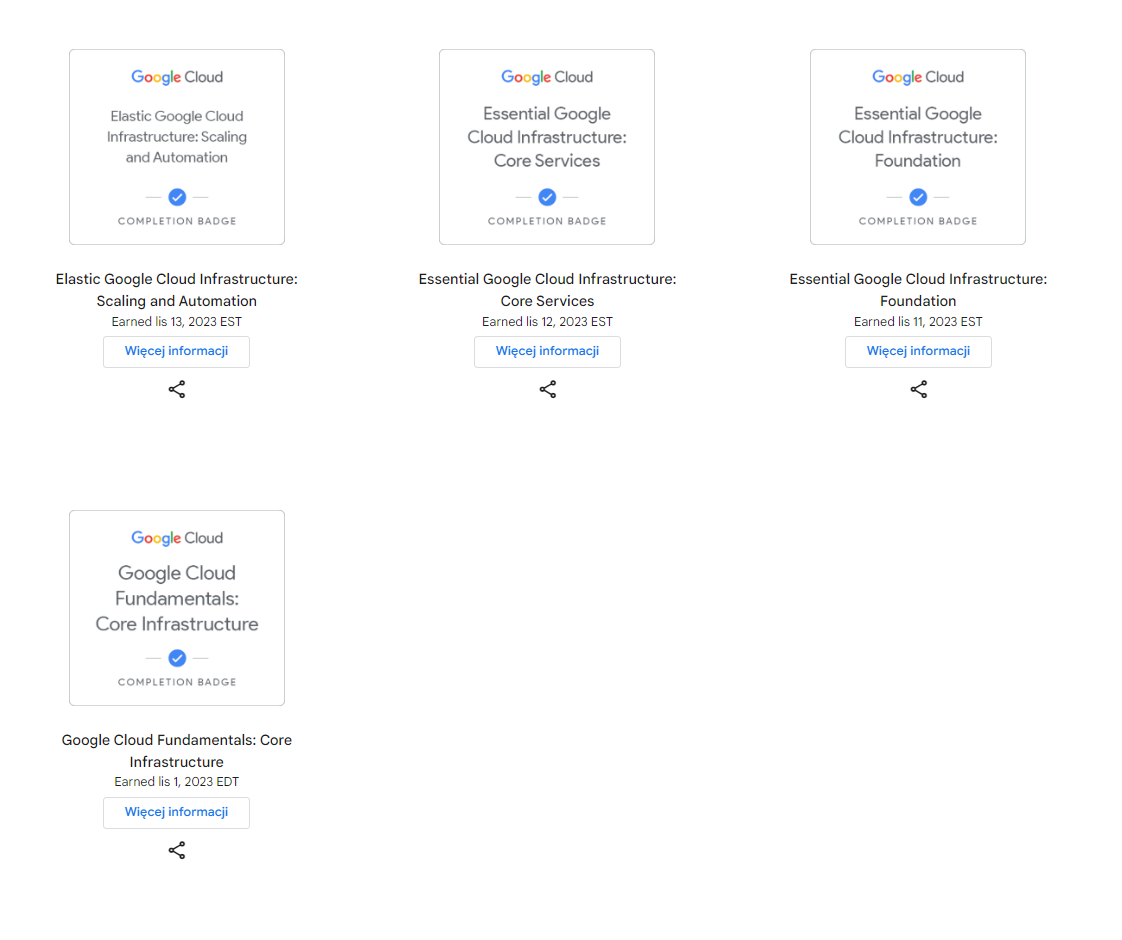 Google Cloud
Elastic Google Cloud
Infrastructure: Scaling
and Automation
COMPLETION BADGE
Elastic Google Cloud Infrastructure:
Scaling and Automation
Earned lis 13, 2023 EST
Więcej informacji
Google Cloud
Essential Google
Cloud Infrastructure:
Core Services
COMPLETION BADGE
Essential Google Cloud Infrastructure:
Core Services
Earned lis 12, 2023 EST
Więcej informacji
Google Cloud
Essential Google
Cloud Infrastructure:
Foundation
COMPLETION BADGE
Essential Google Cloud Infrastructure:
Foundation
Earned lis 11, 2023 EST
Więcej informacji
Google Cloud
Google Cloud
Fundamentals:
Core Infrastructure
COMPLETION BADGE
Google Cloud Fundamentals: Core
Infrastructure
Earned lis 1, 2023 EDT
Więcej informacji